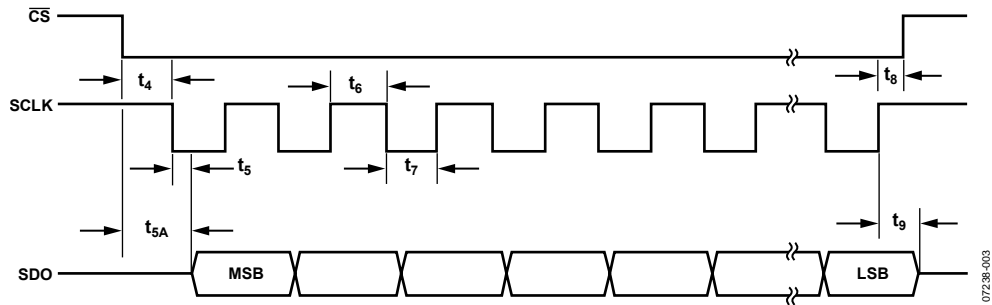 CS
t4
t6
t8
SCLK
t5
t7
t5A
t9
SDO
MSB
LSB
07238-003